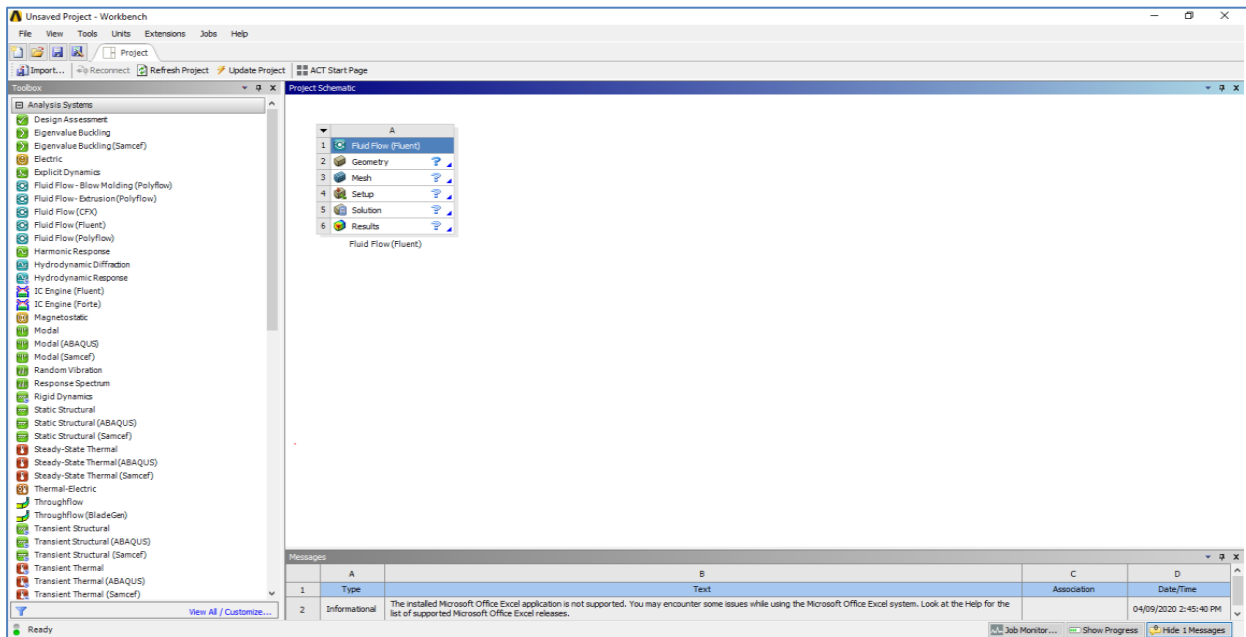 Unsaved Project - Workbench
File View Tools Units Extensions Jobs Help
Project
Import... Reconnect Refresh Project Update Project ACT Start Page
Toolbox
Analysis Systems
Design Assessment
Eigenvalue Buckling
Eigenvalue Buckling (Samcef)
Electric
Explicit Dynamics
Fluid Flow - Blow Molding (Polyflow)
Fluid Flow - Extrusion (Polyflow)
Fluid Flow (CFX)
Fluid Flow (Fluent)
Fluid Flow (Polyflow)
Harmonic Response
Hydrodynamic Diffraction
Hydrodynamic Response
IC Engine (Fluent)
IC Engine (Forte)
Magnetostatic
Modal
Modal (ABAQUS)
Modal (Samcef)
Random Vibration
Response Spectrum
Rigid Dynamics
Static Structural
Static Structural (ABAQUS)
Static Structural (Samcef)
Steady-State Thermal
Steady-State Thermal (ABAQUS)
Steady-State Thermal (Samcef)
Thermal-Electric
Throughflow
Throughflow (BladeGen)
Transient Structural
Transient Structural (ABAQUS)
Transient Structural (Samcef)
Transient Thermal
Transient Thermal (ABAQUS)
Transient Thermal (Samcef)
View All / Customize...
Project Schematic
A
1 Fluid Flow (Fluent)
2 Geometry ?
3 Mesh ?
4 Setup ?
5 Solution ?
6 Results ?
Fluid Flow (Fluent)
Messages
A B C D
1 Type Text Association Date/Time
2 Informational The installed Microsoft Office Excel application is not supported. You may encounter some issues while using the Microsoft Office Excel system. Look at the Help for the 04/09/2020 2:45:40 PM
list of supported Microsoft Office Excel releases.
Ready Job Monitor... Show Progress Hide 1 Messages